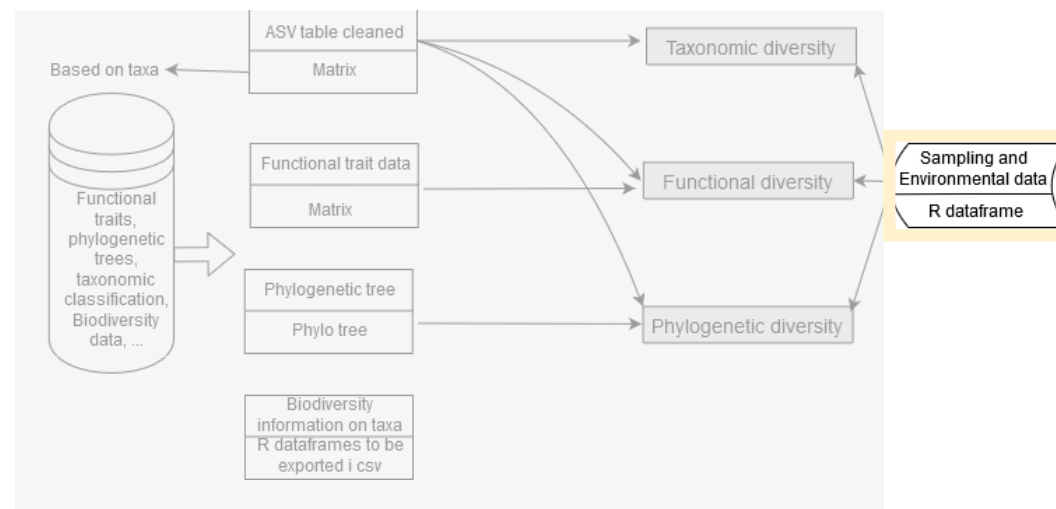 ASV table cleaned
Matrix
Based on taxa
Taxonomic diversity
Functional trait data
Matrix
Functional diversity
Sampling and
Environmental data
R dataframe
Functional
traits,
phylogenetic
trees,
taxonomic
classification,
Biodiversity
data, ...
Phylogenetic tree
Phylo tree
Phylogenetic diversity
Biodiversity
information on taxa
R dataframes to be
exported i csv